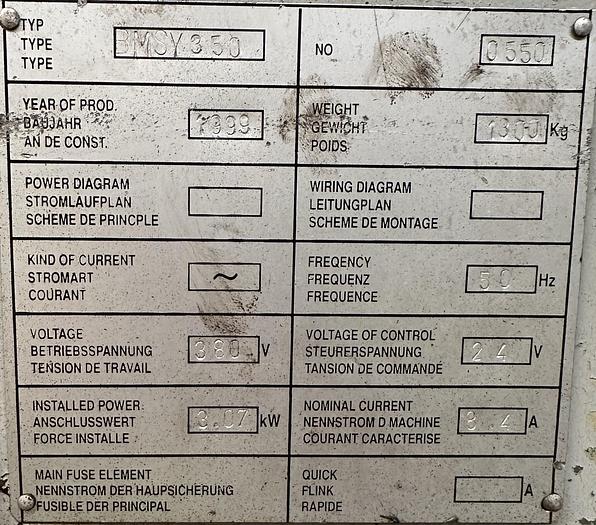 TYP
TYPE
TYPE
BMSY 350
NO
0550
YEAR OF PROD.
BAUJAHR
AN DE CONST.
1999
WEIGHT
GEWICHT
POIDS
1300 Kg
POWER DIAGRAM
STROMLAUFPLAN
SCHEME DE PRINCPLE
WIRING DIAGRAM
LEITUNGPLAN
SCHEME DE MONTAGE
KIND OF CURRENT
STROMART
COURANT
~
FREQENCY
FREQUENZ
FREQUENCE
50 Hz
VOLTAGE
BETRIEBSSPANNUNG
TENSION DE TRAVAIL
380 V
VOLTAGE OF CONTROL
STEURERSPANNUNG
TANSION DE COMMANDÉ
24 V
INSTALLED POWER
ANSCHLUSSWERT
FORCE INSTALLE
3.07 kW
NOMINAL CURRENT
NENNSTROM D MACHINE
COURANT CARACTERISE
8.4 A
MAIN FUSE ELEMENT
NENNSTROM DER HAUPSICHERUNG
FUSIBLE DER PRINCIPAL
QUICK
FLINK
RAPIDE
A